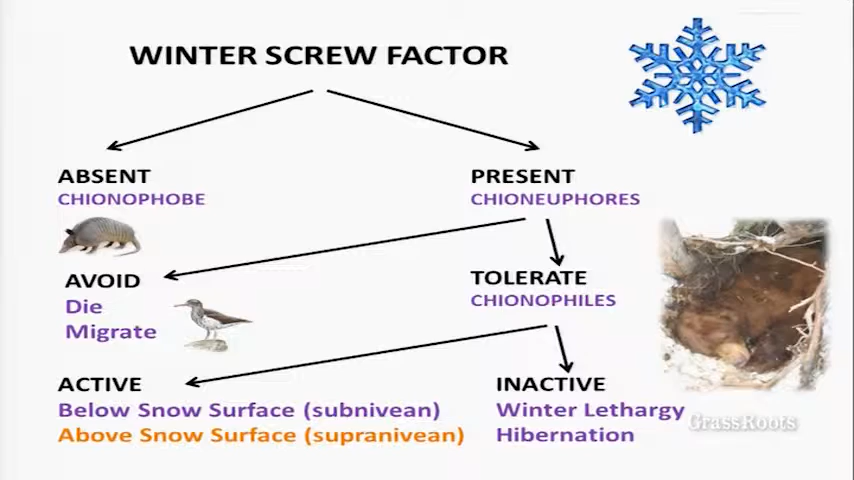 WINTER SCREW FACTOR
ABSENT
CHIONOPHOBE
PRESENT
CHIONEUPHORES
AVOID
Die
Migrate
TOLERATE
CHIONOPHILES
ACTIVE
Below Snow Surface (subnivean)
Above Snow Surface (supranivean)
INACTIVE
Winter Lethargy
Hibernation
GrassRoots